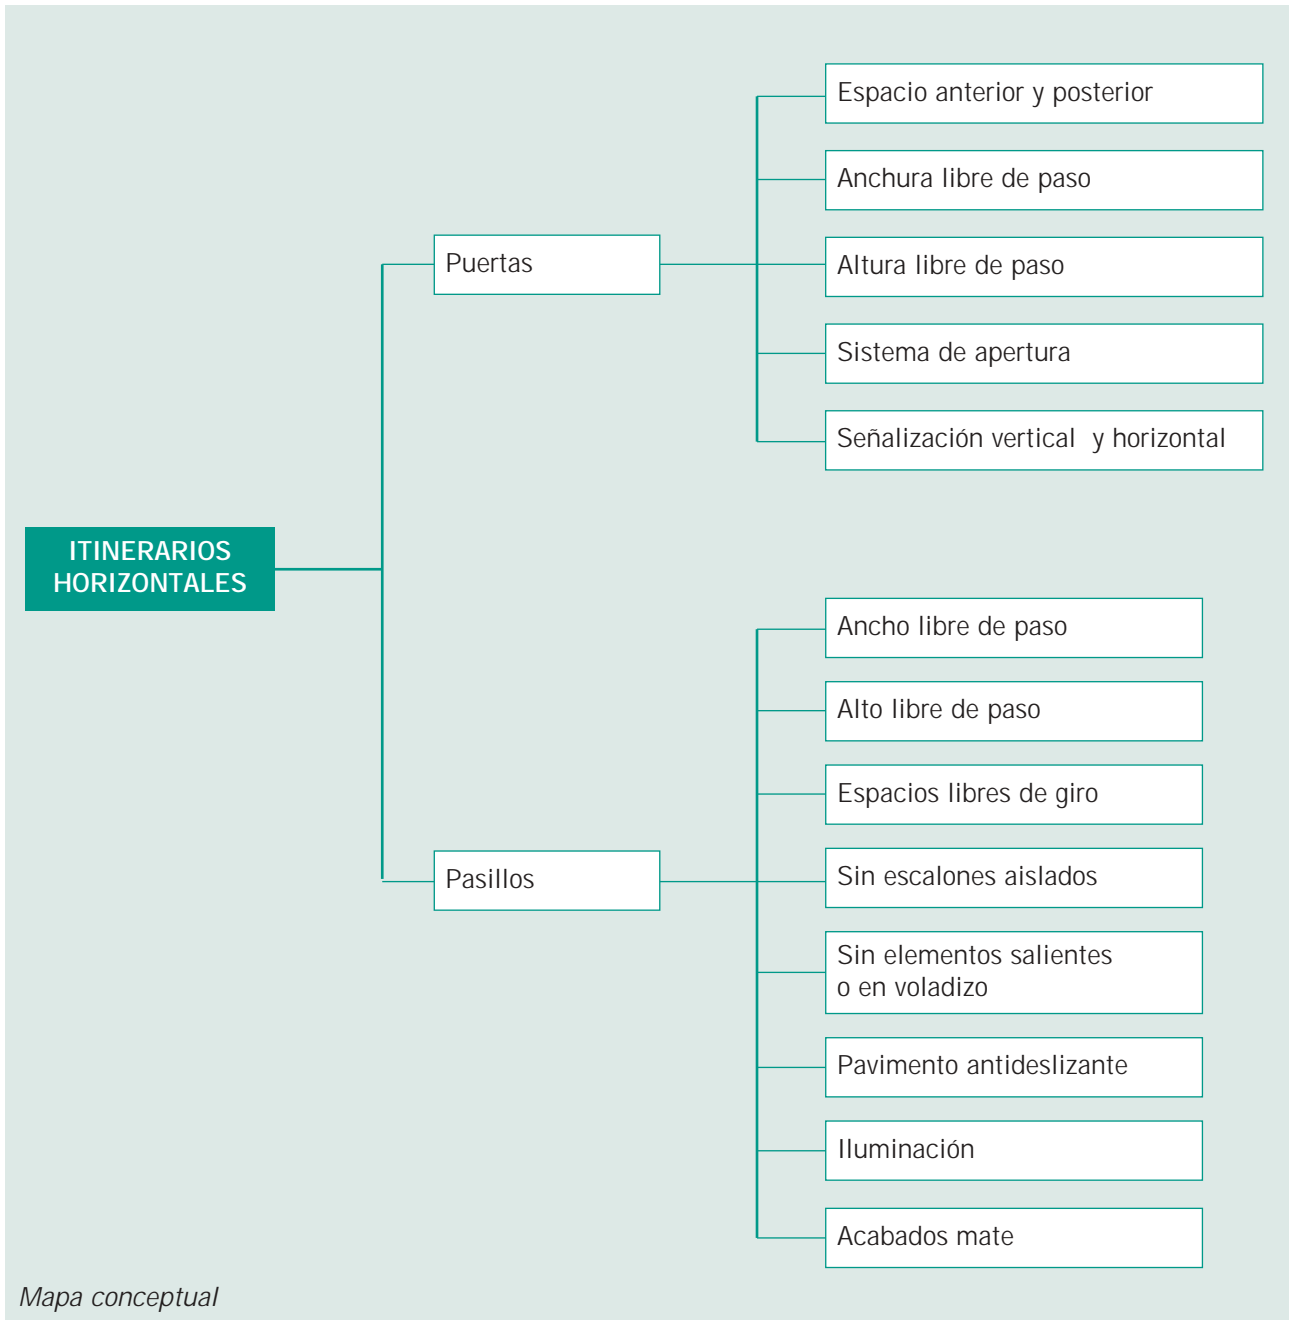 ITINERARIOS
HORIZONTALES
Puertas
Espacio anterior y posterior
Anchura libre de paso
Altura libre de paso
Sistema de apertura
Señalización vertical y horizontal
Pasillos
Ancho libre de paso
Alto libre de paso
Espacios libres de giro
Sin escalones aislados
Sin elementos salientes
o en voladizo
Pavimento antideslizante
Iluminación
Acabados mate
Mapa conceptual